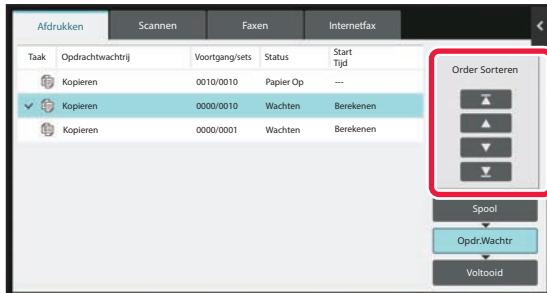 Afdrukken Scannen Faxen Internetfax
Taak Opdrachtwachtrij Voortgang/sets Status Start Tijd
Kopieren 0010/0010 Papier Op ---
Kopieren 0000/0010 Wachten Berekenen
Kopieren 0000/0001 Wachten Berekenen
Order Sorteren
Spool
Opdr.Wachtr
Voltooid